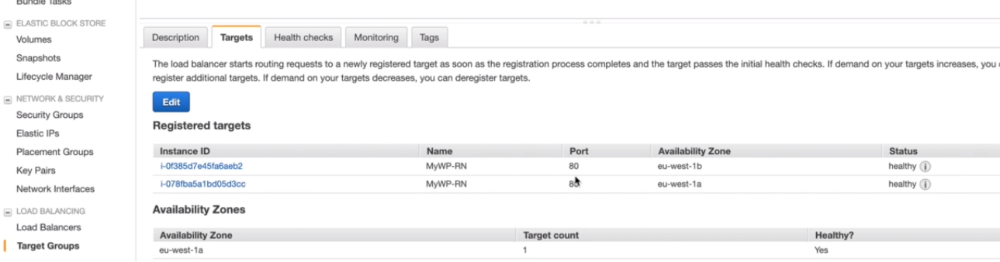 Bundle Tasks
ELASTIC BLOCK STORE
Volumes
Snapshots
Lifecycle Manager
NETWORK & SECURITY
Security Groups
Elastic IPs
Placement Groups
Key Pairs
Network Interfaces
LOAD BALANCING
Load Balancers
Target Groups
Description Targets Health checks Monitoring Tags
The load balancer starts routing requests to a newly registered target as soon as the registration process completes and the target passes the initial health checks. If demand on your targets increases, you
register additional targets. If demand on your targets decreases, you can deregister targets.
Edit
Registered targets
Instance ID Name Port Availability Zone Status
i-0f385d7e45fa6aeb2 MyWP-RN 80 eu-west-1b healthy
i-078fba5a1bd05d3cc MyWP-RN 80 eu-west-1a healthy
Availability Zones
Availability Zone Target count Healthy?
eu-west-1a 1 Yes